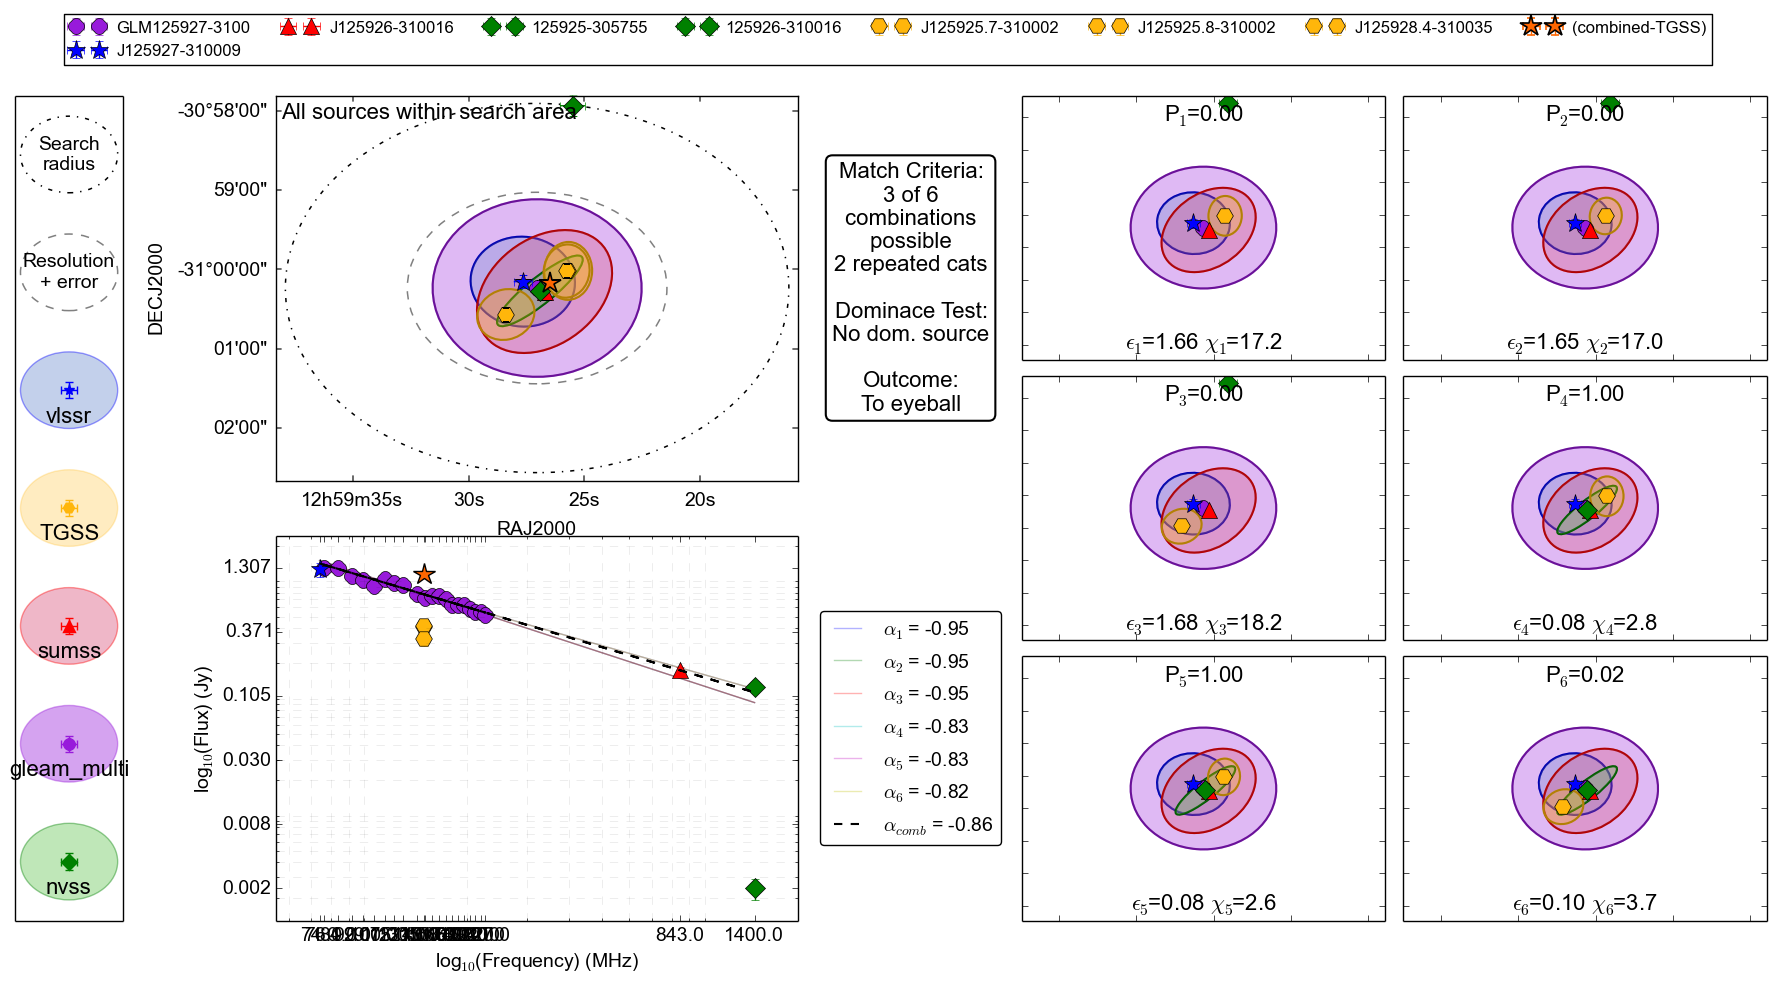 GLM125927-3100
J125926-310016
125925-305755
125926-310016
J125925.7-310002
J125925.8-310002
J125928.4-310035
(combined-TGSS)
J125927-310009
Search
radius
Resolution
+ error
vlssr
TGSS
sumss
gleam_multi
nvss
All sources within search area
-30°58'00"
59'00"
-31°00'00"
01'00"
02'00"
DECJ2000
12h59m35s
30s
25s
20s
RAJ2000
Match Criteria:
3 of 6
combinations
possible
2 repeated cats
Dominace Test:
No dom. source
Outcome:
To eyeball
1.307
0.371
0.105
0.030
0.008
0.002
log10(Flux) (Jy)
843.0
1400.0
log10(Frequency) (MHz)
α1 = -0.95
α2 = -0.95
α3 = -0.95
α4 = -0.83
α5 = -0.83
α6 = -0.82
αcomb = -0.86
P1=0.00
ϵ1=1.66 χ1=17.2
P2=0.00
ϵ2=1.65 χ2=17.0
P3=0.00
ϵ3=1.68 χ3=18.2
P4=1.00
ϵ4=0.08 χ4=2.8
P5=1.00
ϵ5=0.08 χ5=2.6
P6=0.02
ϵ6=0.10 χ6=3.7